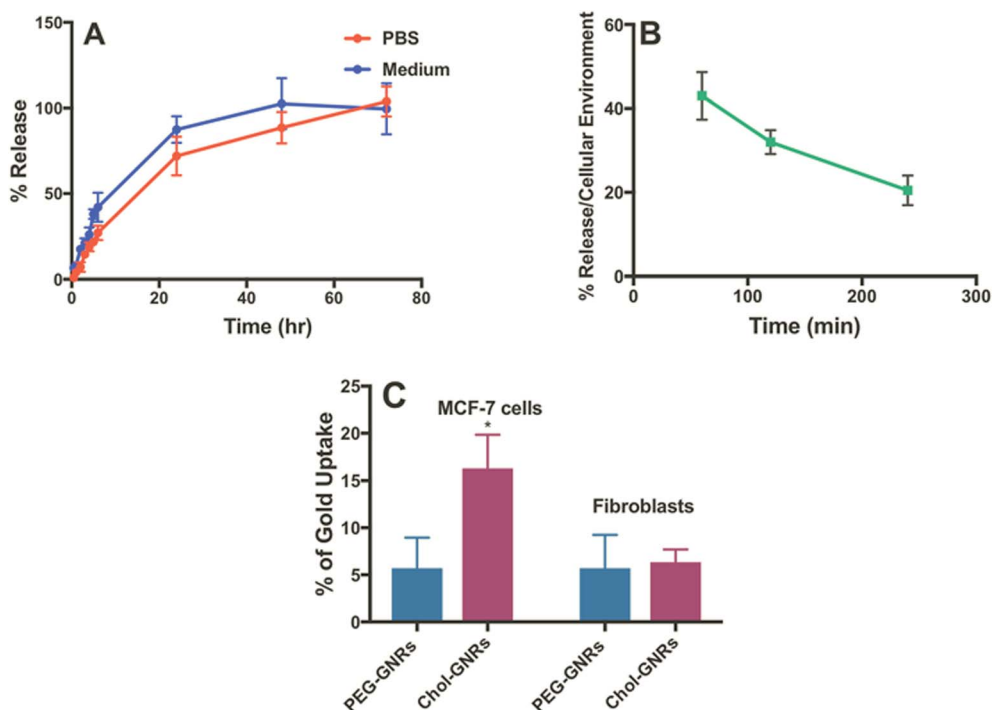 A
PBS
Medium
% Release
150
100
50
0
0 20 40 60 80
Time (hr)
B
% Release/Cellular Environment
60
40
20
0
0 100 200 300
Time (min)
C
MCF-7 cells
*
Fibroblasts
% of Gold Uptake
25
20
15
10
5
0
PEG-GNRs
Chol-GNRs
PEG-GNRs
Chol-GNRs